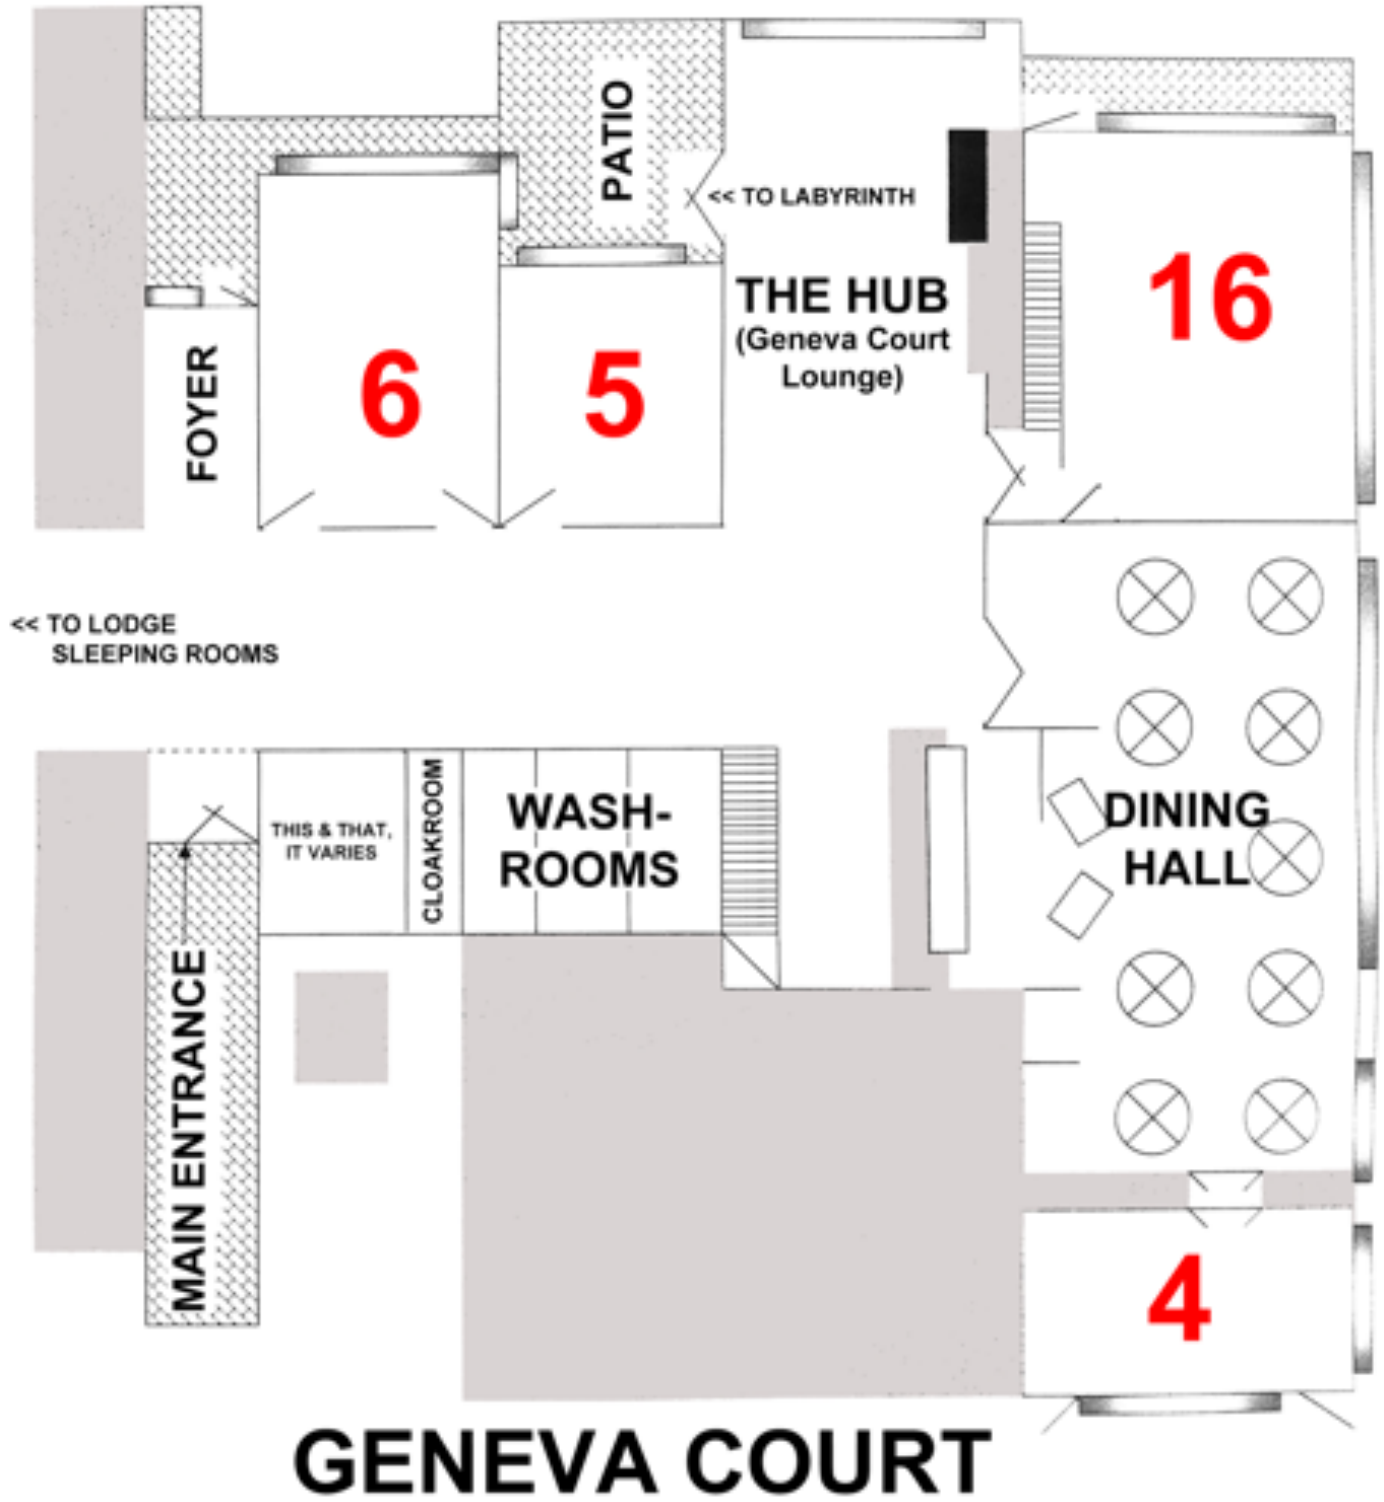 PATIO
<< TO LABYRINTH
THE HUB
(Geneva Court
Lounge)
16
6
5
FOYER
<< TO LODGE
SLEEPING ROOMS
THIS & THAT,
IT VARIES
CLOAKROOM
WASH-
ROOMS
DINING
HALL
MAIN ENTRANCE
4
GENEVA COURT